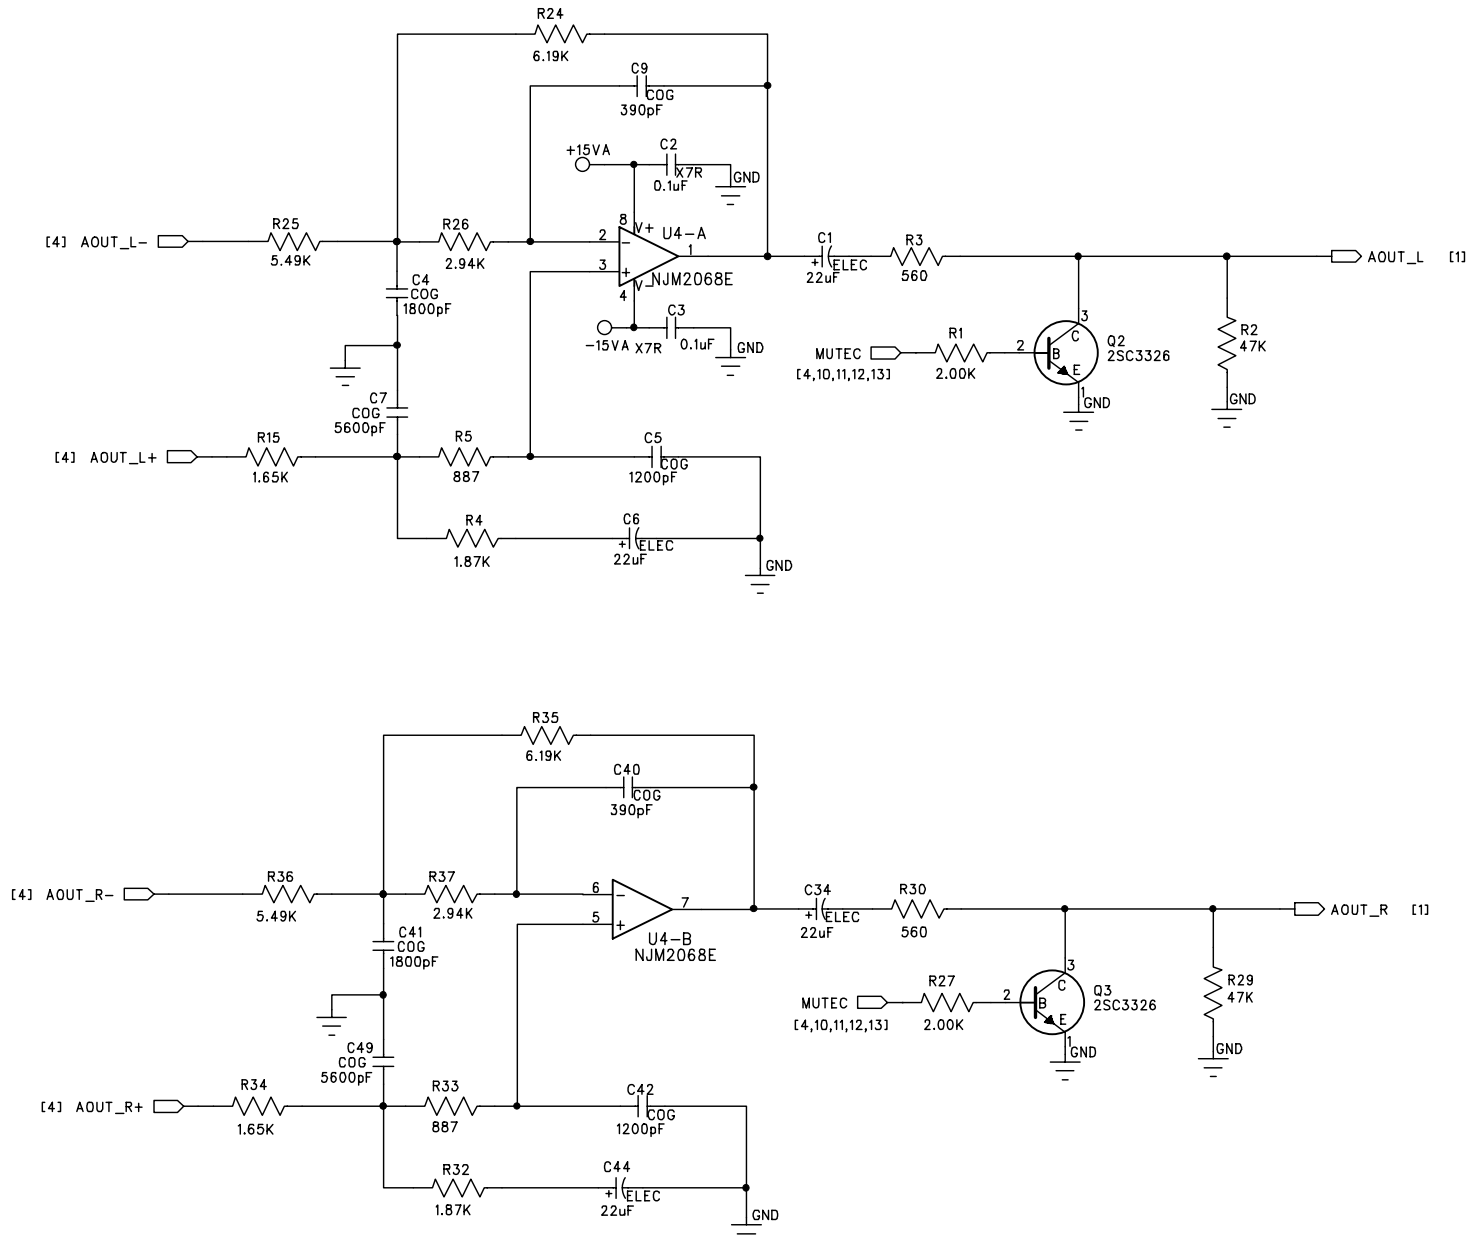 R24
6.19K
C9
COG
390pF
+15VA
C2
X7R
0.1uF
GND
[4] AOUT_L-
R25
5.49K
R26
2.94K
8
V+
U4-A
2
-
1
3
+
V-
NJM2068E
4
C1
+
ELEC
22uF
R3
560
AOUT_L [1]
C4
COG
1800pF
C3
-15VA
X7R
0.1uF
GND
MUTEC
[4,10,11,12,13]
R1
2.00K
2
B
3
C
E
1
Q2
2SC3326
GND
R2
47K
GND
C7
COG
5600pF
[4] AOUT_L+
R15
1.65K
R5
887
C5
COG
1200pF
R4
1.87K
C6
+
ELEC
22uF
GND
R35
6.19K
C40
COG
390pF
[4] AOUT_R-
R36
5.49K
R37
2.94K
6
-
7
5
+
U4-B
NJM2068E
C34
+
ELEC
22uF
R30
560
AOUT_R [1]
C41
COG
1800pF
MUTEC
[4,10,11,12,13]
R27
2.00K
2
B
3
C
E
1
Q3
2SC3326
GND
R29
47K
GND
C49
COG
5600pF
[4] AOUT_R+
R34
1.65K
R33
887
C42
COG
1200pF
R32
1.87K
C44
+
ELEC
22uF
GND